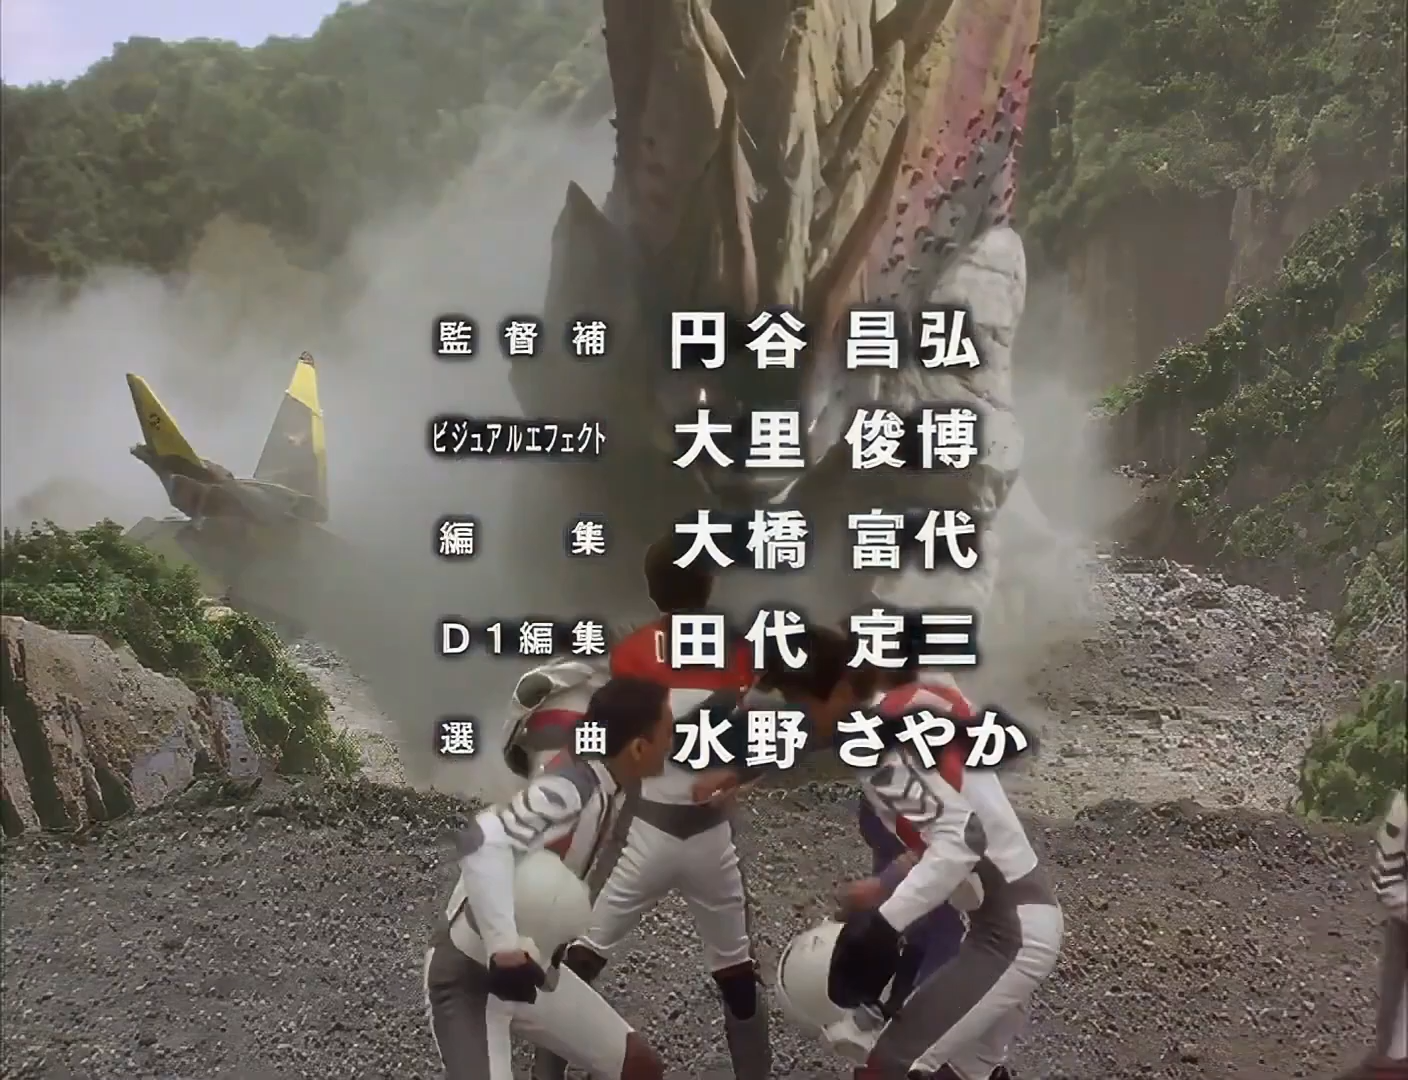 監督補 円谷 昌弘
ビジュアルエフェクト 大里 俊博
編集 大橋 富代
D1編集 田代 定三
選曲 水野 さやか